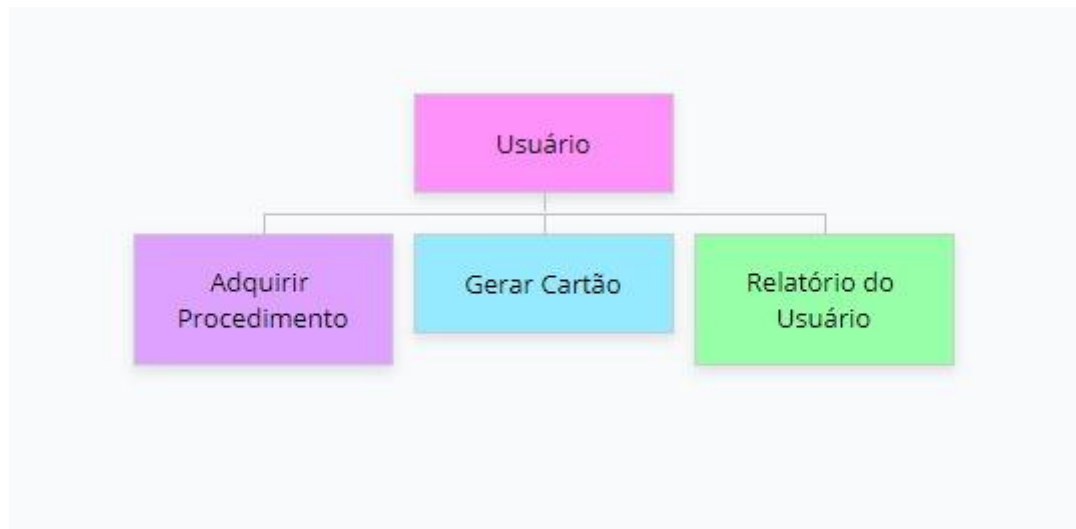 Usuário
Adquirir
Procedimento
Gerar Cartão
Relatório do
Usuário